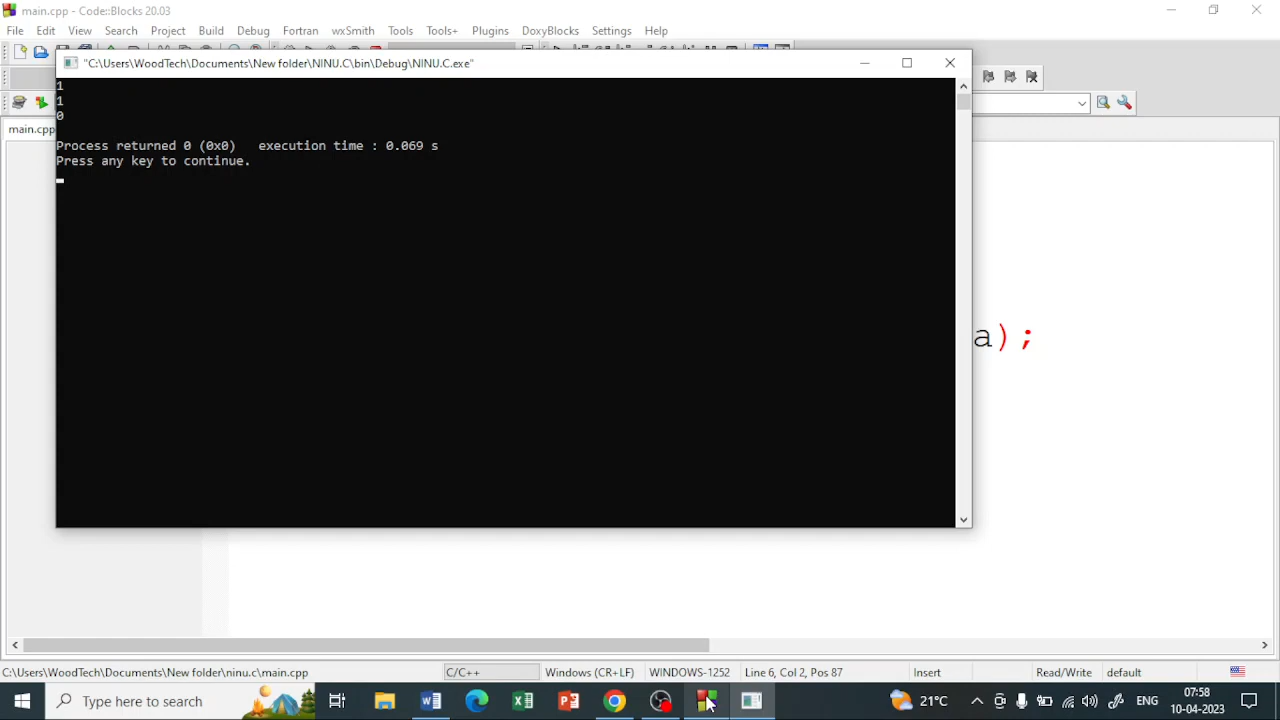 main.cpp - Code::Blocks 20.03
File Edit View Search Project Build Debug Fortran wxSmith Tools Tools+ Plugins DoxyBlocks Settings Help
"C:\Users\WoodTech\Documents\New folder\NINU.C\bin\Debug\NINU.C.exe"
1
1
0
Process returned 0 (0x0)   execution time : 0.069 s
Press any key to continue.
main.cpp
a);
C:\Users\WoodTech\Documents\New folder\ninu.c\main.cpp C/C++ Windows (CR+LF) WINDOWS-1252 Line 6, Col 2, Pos 87 Insert Read/Write default
Type here to search 21°C ENG 07:58
10-04-2023